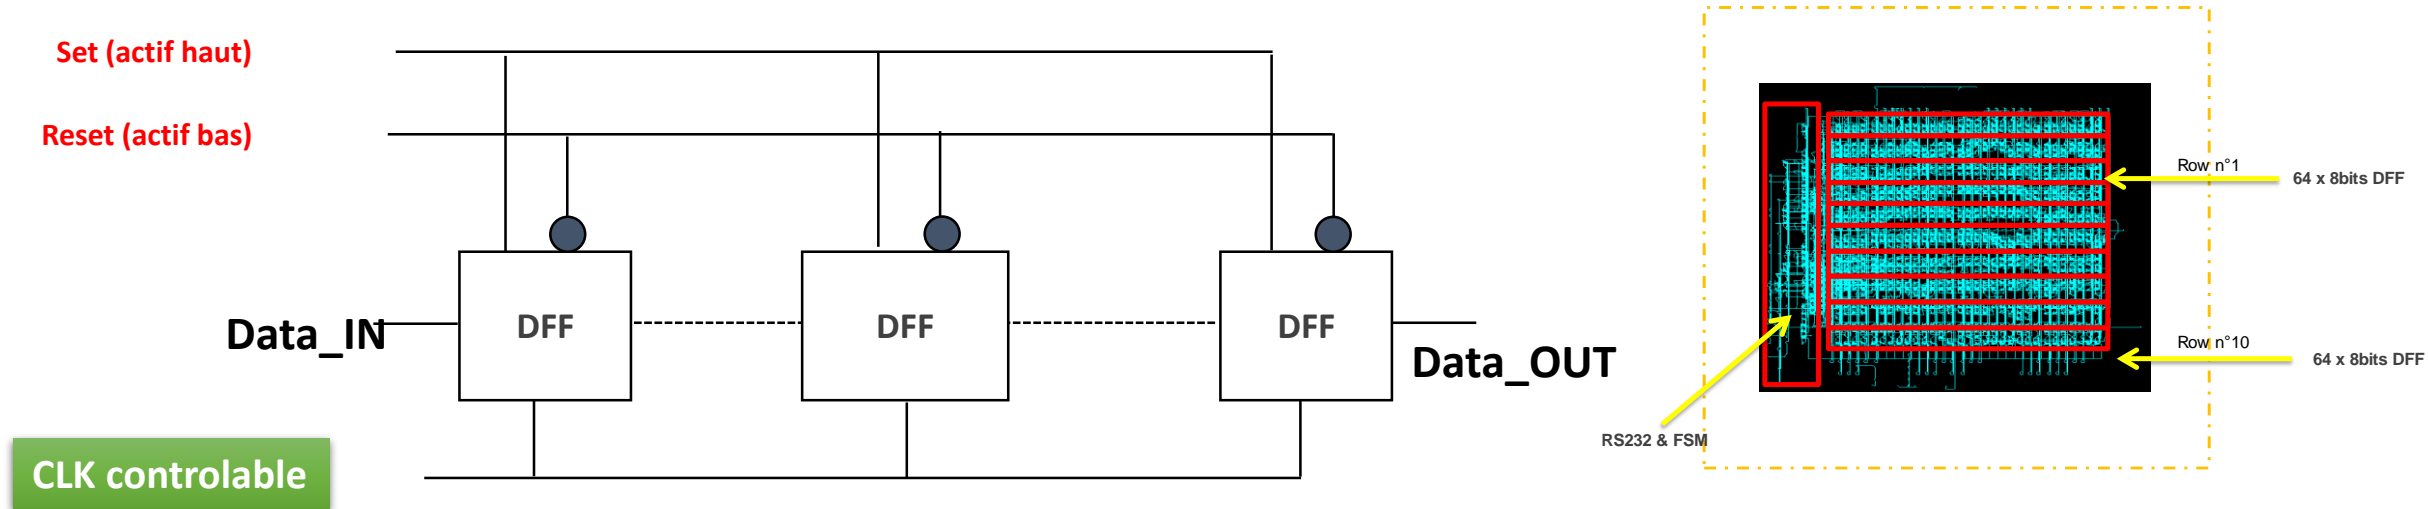 Set (actif haut)
Reset (actif bas)
DFF
DFF
DFF
Data_IN
Data_OUT
CLK controlable
Row n°1
64 x 8bits DFF
Row n°10
64 x 8bits DFF
RS232 & FSM